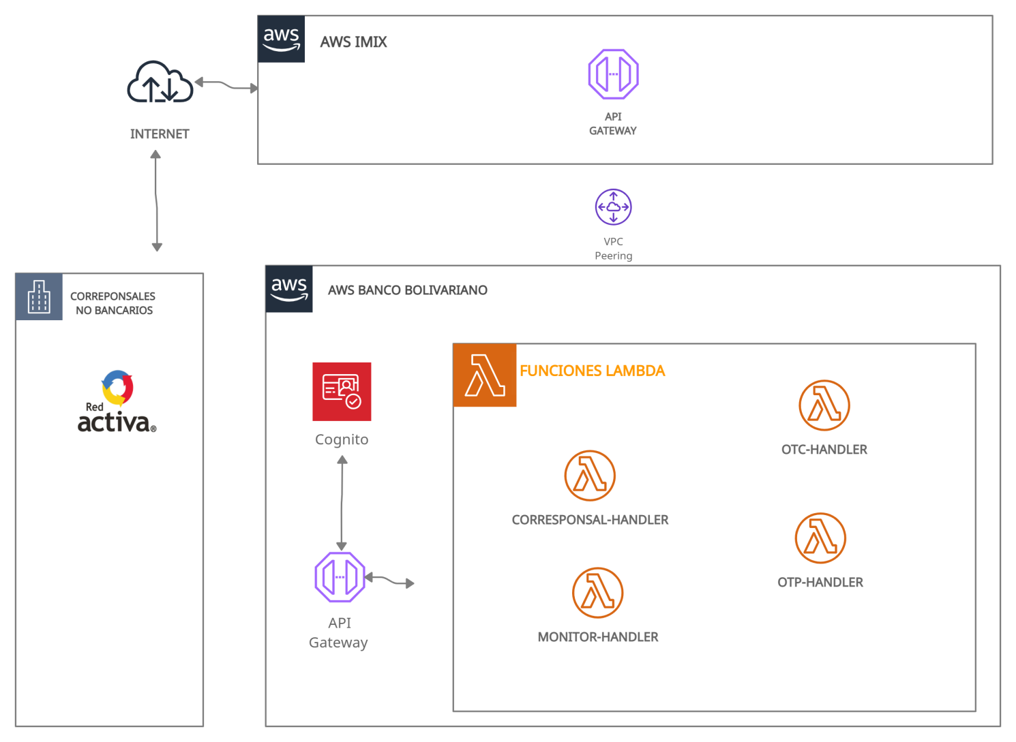 aws
AWS IMIX
API
GATEWAY
INTERNET
VPC
Peering
CORREPONSALES
NO BANCARIOS
Red
activa®
aws
AWS BANCO BOLIVARIANO
Cognito
API
Gateway
FUNCIONES LAMBDA
OTC-HANDLER
CORRESPONSAL-HANDLER
OTP-HANDLER
MONITOR-HANDLER